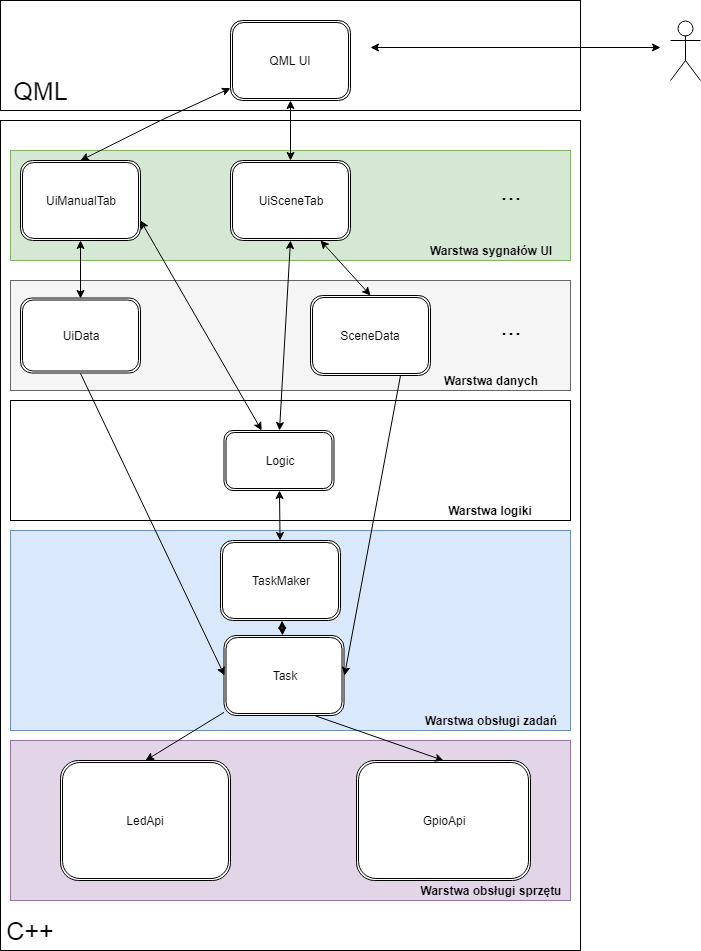 QML UI
QML
UiManualTab
UiSceneTab
...
Warstwa sygnałów UI
UiData
SceneData
...
Warstwa danych
Logic
Warstwa logiki
TaskMaker
Task
Warstwa obsługi zadań
LedApi
GpioApi
Warstwa obsługi sprzętu
C++